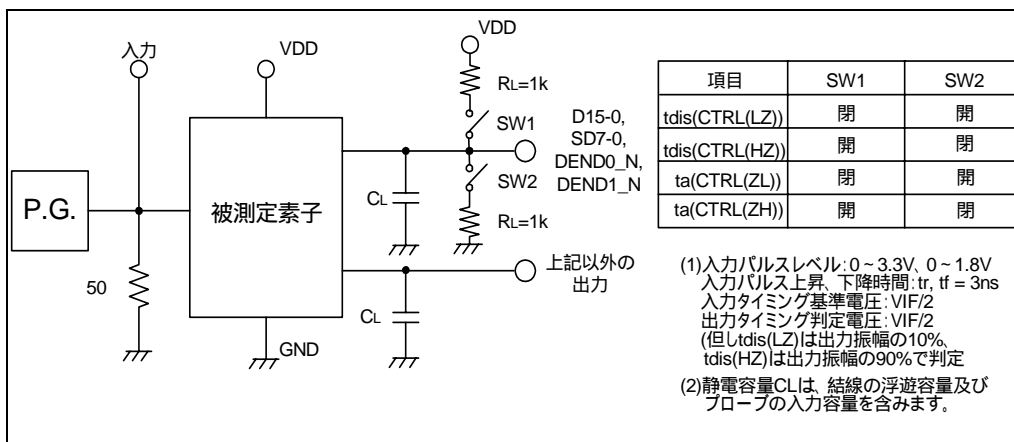 入力
VDD
VDD
RL=1k
SW1
D15-0,
SD7-0,
DEND0_N,
DEND1_N
SW2
CL
RL=1k
P.G.
被測定素子
50
上記以外の
出力
CL
GND
項目 SW1 SW2
tdis(CTRL(LZ)) 閉 開
tdis(CTRL(HZ)) 開 閉
ta(CTRL(ZL)) 閉 開
ta(CTRL(ZH)) 開 閉
(1)入力パルスレベル:0~3.3V、0~1.8V
入力パルス上昇、下降時間:tr, tf = 3ns
入力タイミング基準電圧:VIF/2
出力タイミング判定電圧:VIF/2
(但しtdis(LZ)は出力振幅の10%、
tdis(HZ)は出力振幅の90%で判定
(2)静電容量CLは、結線の浮遊容量及び
プローブの入力容量を含みます。